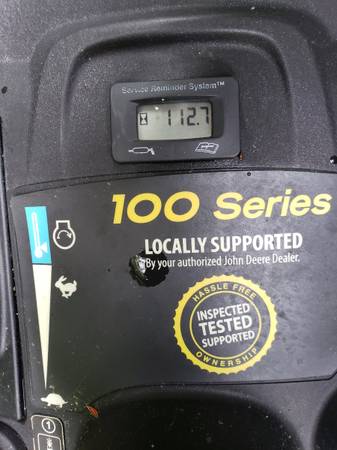 Service Reminder System™
112.7
100 Series
LOCALLY SUPPORTED
By your authorized John Deere Dealer.
HASSLE FREE
INSPECTED
TESTED
SUPPORTED
OWNERSHIP
1